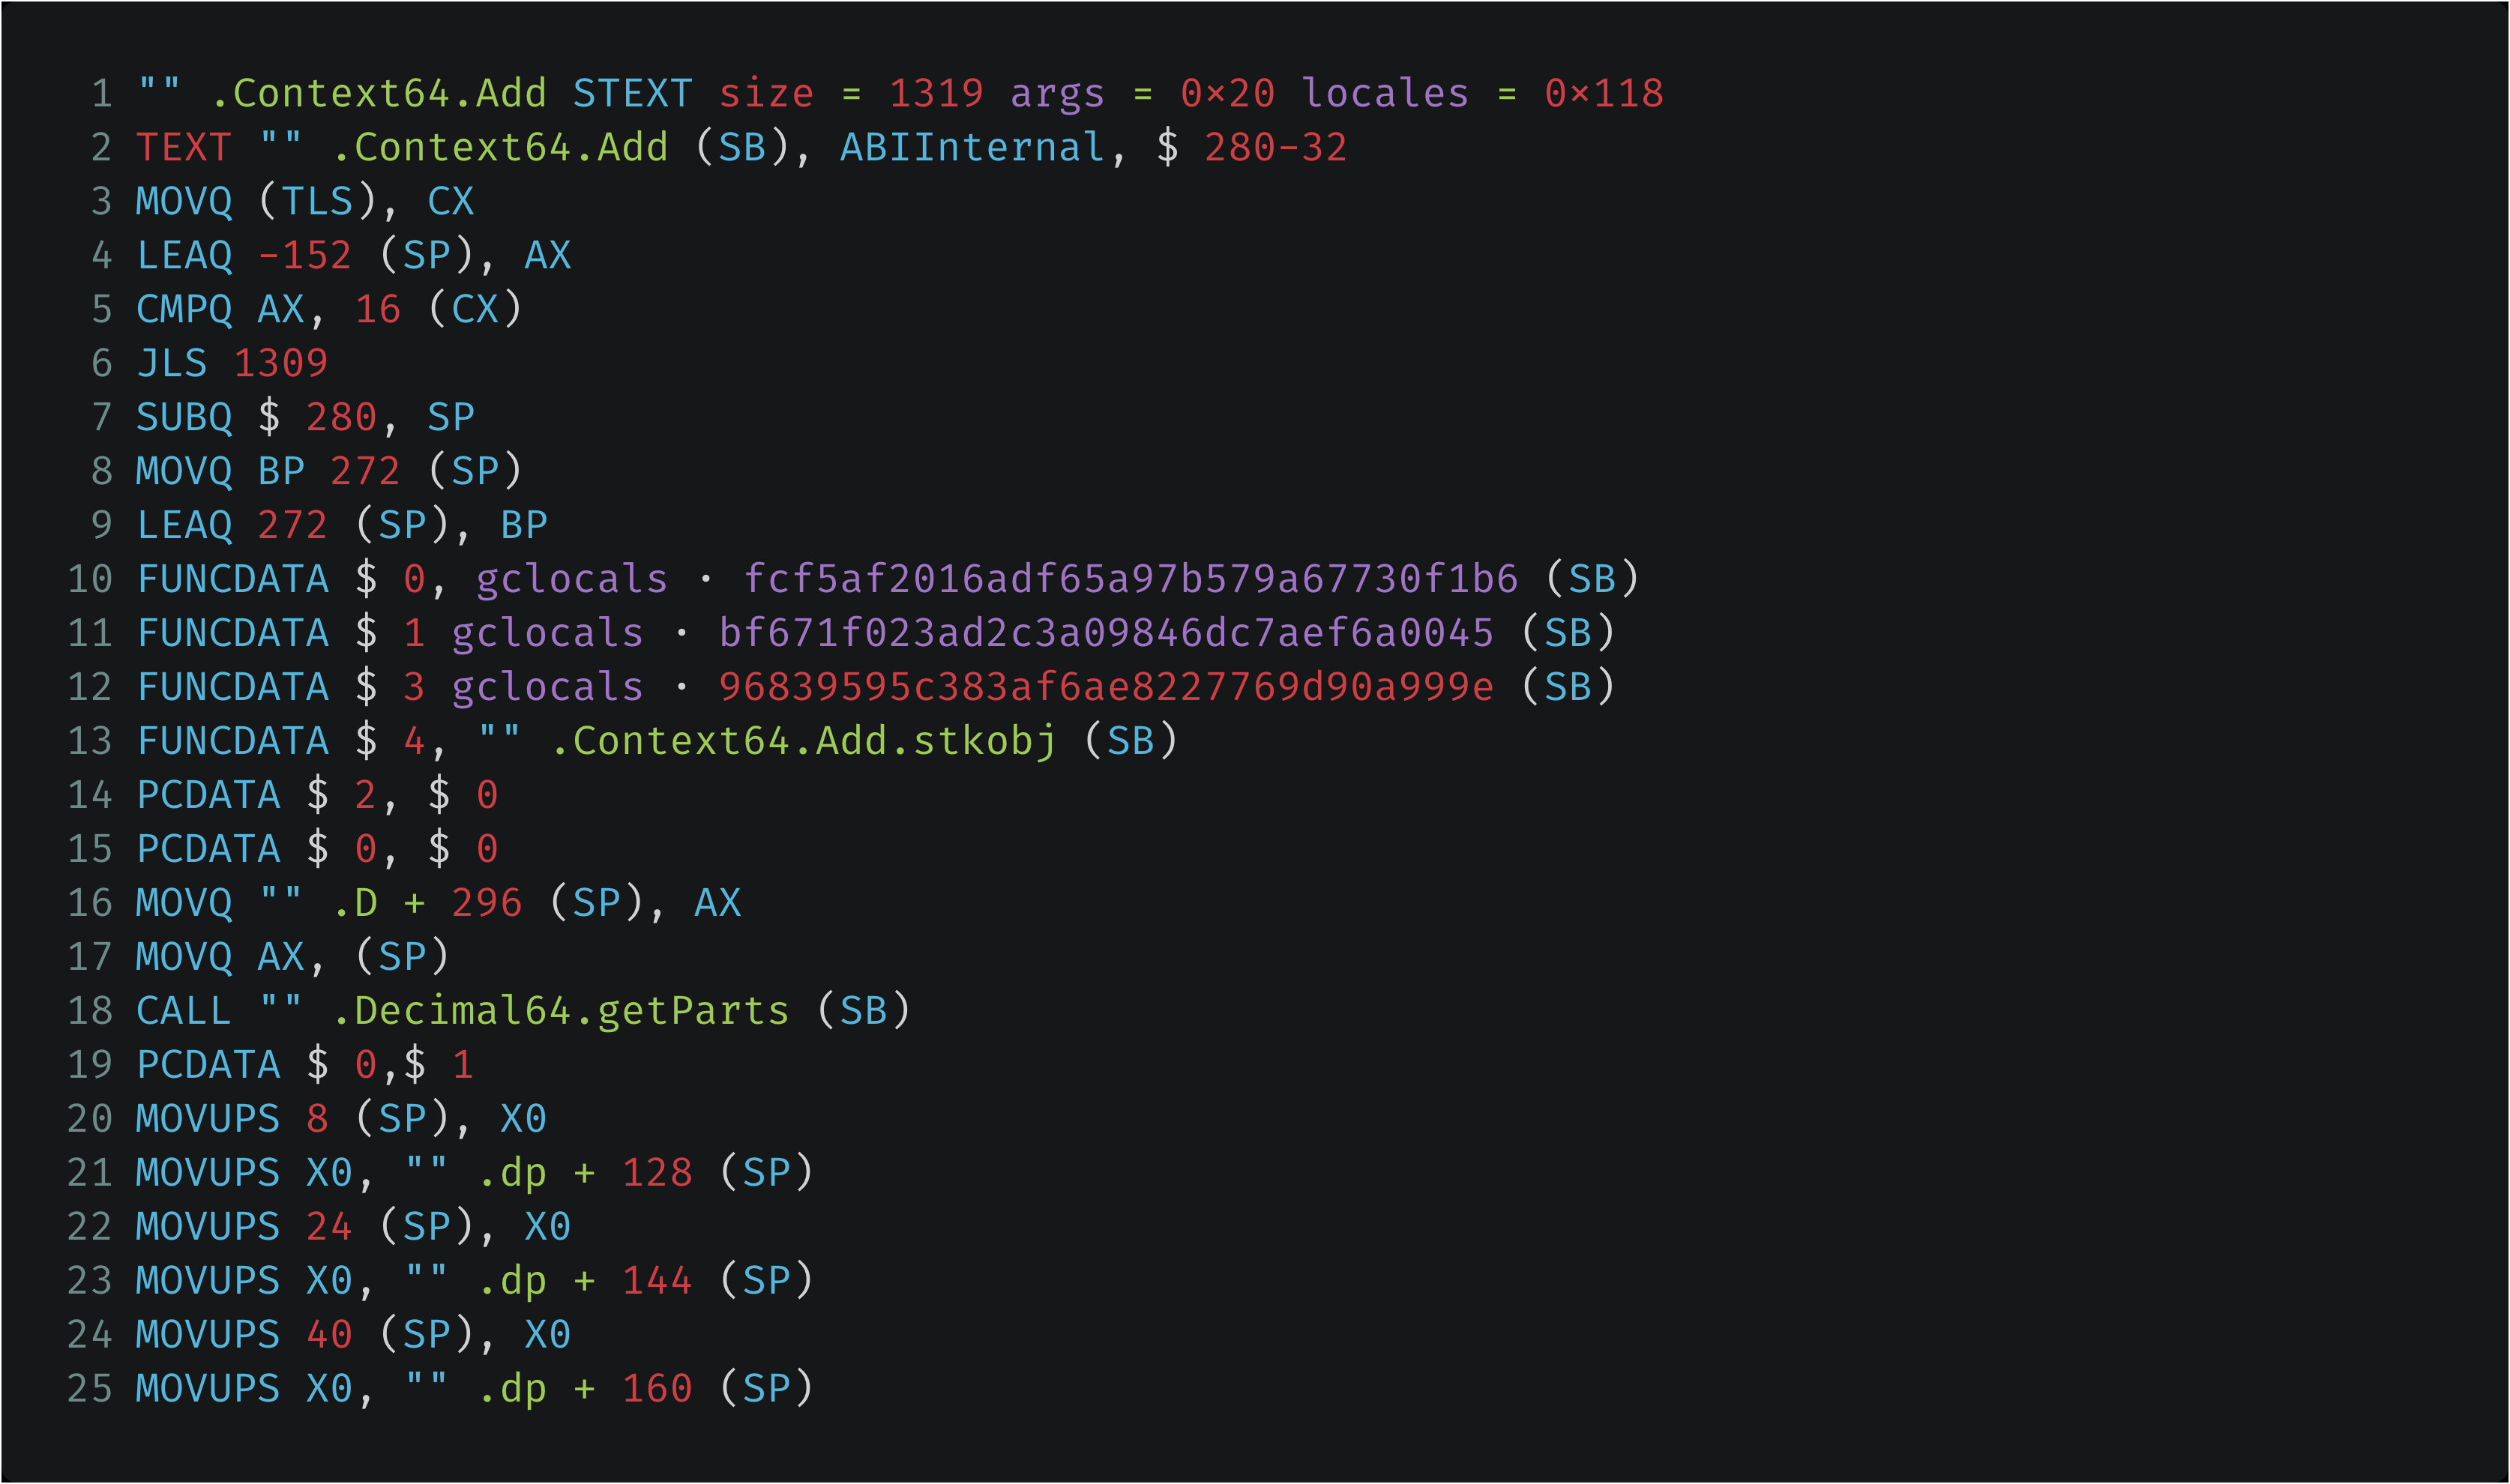 1 "" .Context64.Add STEXT size = 1319 args = 0×20 locales = 0×118
2 TEXT "" .Context64.Add (SB), ABIInternal, $ 280-32
3 MOVQ (TLS), CX
4 LEAQ -152 (SP), AX
5 CMPQ AX, 16 (CX)
6 JLS 1309
7 SUBQ $ 280, SP
8 MOVQ BP 272 (SP)
9 LEAQ 272 (SP), BP
10 FUNCDATA $ 0, gclocals · fcf5af2016adf65a97b579a67730f1b6 (SB)
11 FUNCDATA $ 1 gclocals · bf671f023ad2c3a09846dc7aef6a0045 (SB)
12 FUNCDATA $ 3 gclocals · 96839595c383af6ae8227769d90a999e (SB)
13 FUNCDATA $ 4, "" .Context64.Add.stkobj (SB)
14 PCDATA $ 2, $ 0
15 PCDATA $ 0, $ 0
16 MOVQ "" .D + 296 (SP), AX
17 MOVQ AX, (SP)
18 CALL "" .Decimal64.getParts (SB)
19 PCDATA $ 0,$ 1
20 MOVUPS 8 (SP), X0
21 MOVUPS X0, "" .dp + 128 (SP)
22 MOVUPS 24 (SP), X0
23 MOVUPS X0, "" .dp + 144 (SP)
24 MOVUPS 40 (SP), X0
25 MOVUPS X0, "" .dp + 160 (SP)